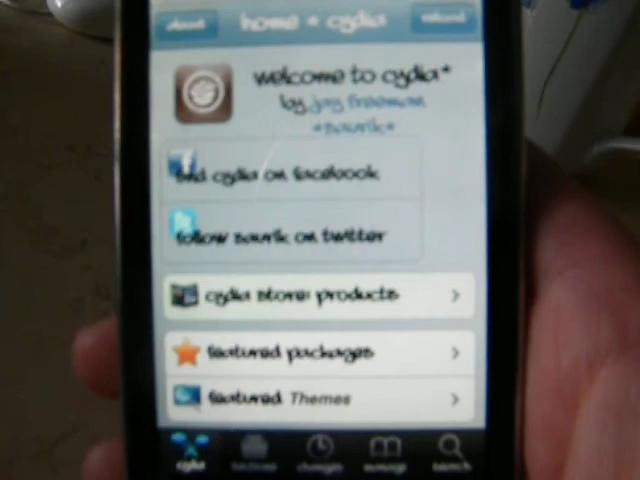 about home * cydia reload
welcome to cydia*
by jay freeman
*saurik*
find cydia on facebook
follow saurik on twitter
cydia store: products
featured packages
featured Themes
cydia sections changes manage search